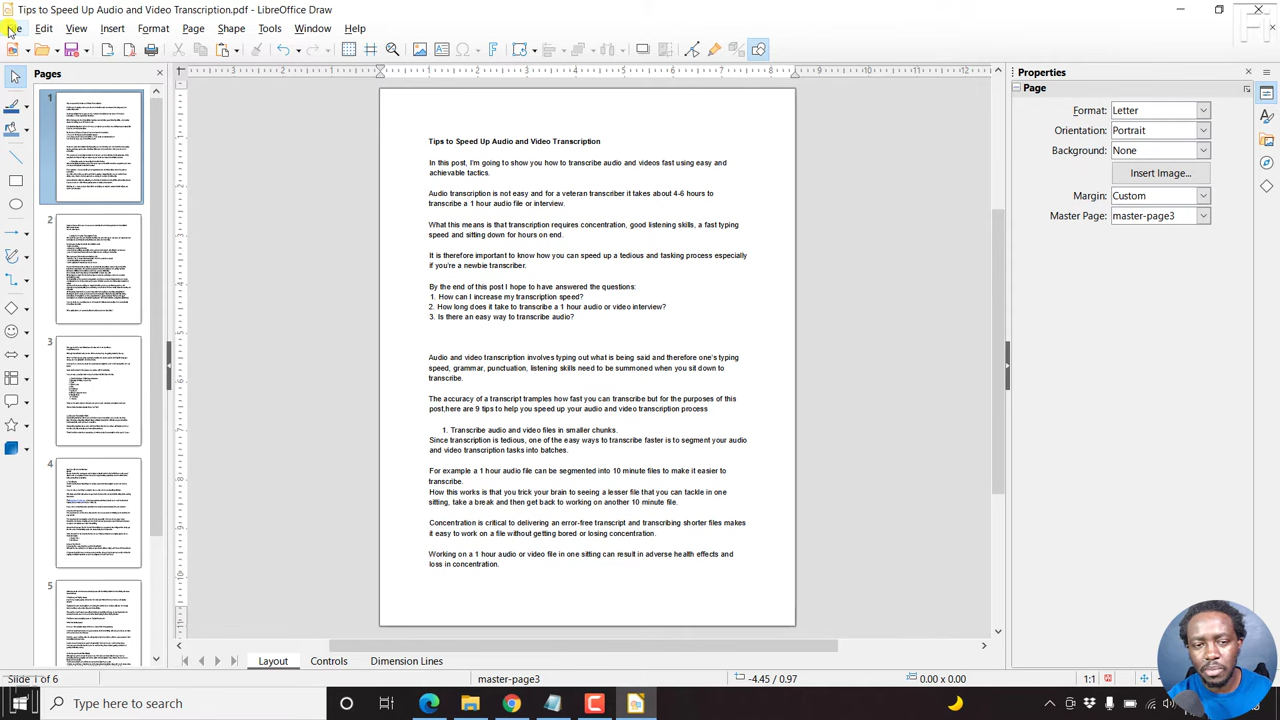 Tips to Speed Up Audio and Video Transcription.pdf - LibreOffice Draw
Edit View Insert Format Page Shape Tools Window Help
Pages
1
2
3
4
5
3 2 1 1 2 3 4 5 6 7 8 9 10 11 12
Tips to Speed Up Audio and Video Transcription
In this post, I'm going to show you how to transcribe audio and videos fast using easy and
achievable tactics.
Audio transcription is not easy and for a veteran transcriber it takes about 4-6 hours to
transcribe a 1 hour audio file or interview.
What this means is that transcription requires concentration, good listening skills, a fast typing
speed and sitting down for hours on end.
It is therefore important to know how you can speed up a tedious and tasking process especially
if you're a newbie transcriber.
By the end of this post I hope to have answered the questions:
1. How can I increase my transcription speed?
2. How long does it take to transcribe a 1 hour audio or video interview?
3. Is there an easy way to transcribe audio?
Audio and video transcription involves typing out what is being said and therefore one's typing
speed, grammar, punctuation, listening skills need to be summoned when you sit down to
transcribe.
The accuracy of a transcript tramples how fast you can transcribe but for the purposes of this
post,here are 9 tips to help you speed up your audio and video transcription process
1. Transcribe audio and video files in smaller chunks.
Since transcription is tedious, one of the easy ways to transcribe faster is to segment your audio
and video transcription tasks into batches.
For example a 1 hour audio file can be segmented into 10 minute files to make it easier to
transcribe.
How this works is that you trick your brain to seeing a lesser file that you can tackle in one
sitting, take a break and then get back to working on another 10 minute file.
Concentration is critical to delivering an error-free transcript and transcribing shorter files makes
it easy to work on a file without getting bored or losing concentration.
Working on a 1 hour audio or video file in one sitting can result in adverse health effects and
loss in concentration.
Properties
Page
Format: Letter
Orientation: Portrait
Background: None
Insert Image...
Margin: Custom
Master Page: master-page3
Layout Controls Dimension Lines
Slide 1 of 6 master-page3 -4.45 / 0.97 0.00 x 0.00 1:1
Type here to search